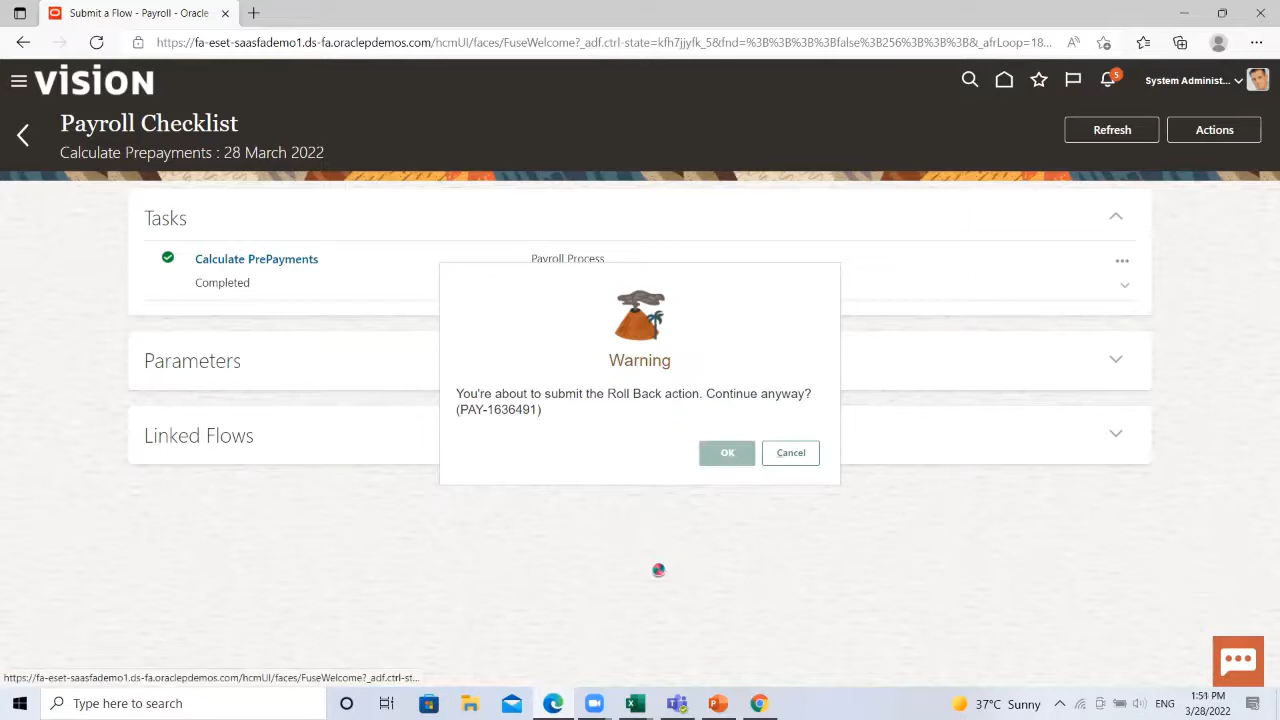 Submit a Flow - Payroll - Oracle
https://fa-eset-saasfademo1.ds-fa.oraclepdemos.com/hcmUI/faces/FuseWelcome?_adf.ctrl-state=kfh7jjyfk_5&fnd=%3B%3B%3B%3Bfalse%3B256%3B%3B%3B&_afrLoop=18...
vision
System Administ...
5
Payroll Checklist
Calculate Prepayments : 28 March 2022
Refresh
Actions
Tasks
Calculate PrePayments
Payroll Process
Completed
Warning
You're about to submit the Roll Back action. Continue anyway?
(PAY-1636491)
OK
Cancel
Parameters
Linked Flows
https://fa-eset-saasfademo1.ds-fa.oraclepdemos.com/hcmUI/faces/FuseWelcome?_adf.ctrl-st...
Type here to search
37°C Sunny
ENG
1:51 PM
3/28/2022